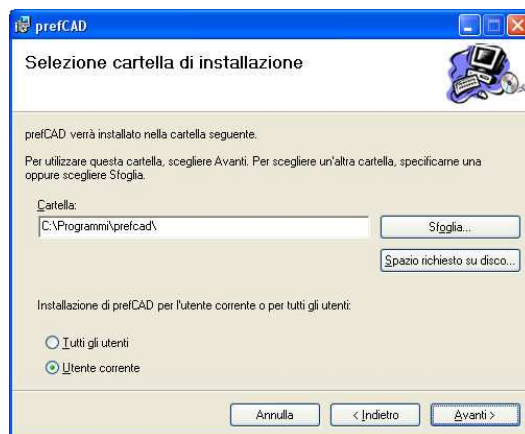 prefCAD
Selezione cartella di installazione
prefCAD verrà installato nella cartella seguente.
Per utilizzare questa cartella, scegliere Avanti. Per scegliere un'altra cartella, specificarne una
oppure scegliere Sfoglia.
Cartella:
C:\Programmi\prefcad\
Sfoglia...
Spazio richiesto su disco...
Installazione di prefCAD per l'utente corrente o per tutti gli utenti:
Tutti gli utenti
Utente corrente
Annulla
< Indietro
Avanti >